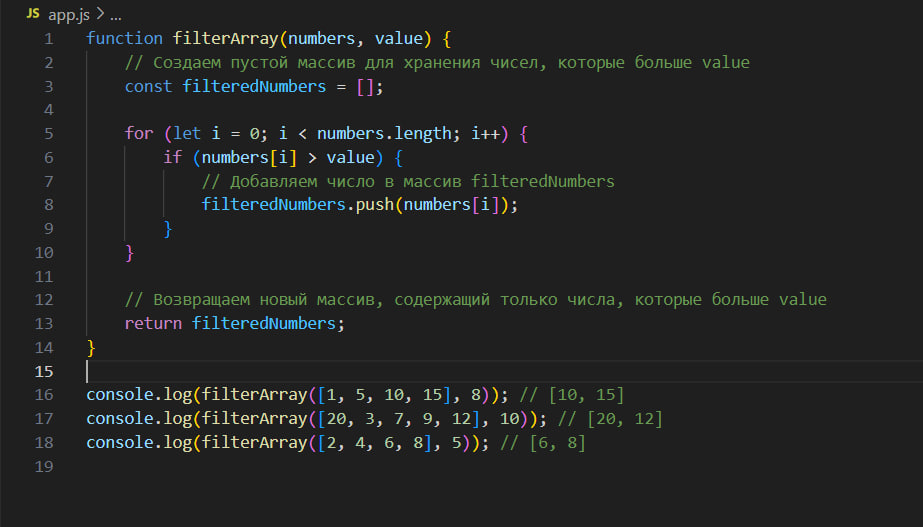 JS app.js > ...
1 function filterArray(numbers, value) {
2     // Создаем пустой массив для хранения чисел, которые больше value
3     const filteredNumbers = [];
4
5     for (let i = 0; i < numbers.length; i++) {
6         if (numbers[i] > value) {
7             // Добавляем число в массив filteredNumbers
8             filteredNumbers.push(numbers[i]);
9         }
10     }
11
12     // Возвращаем новый массив, содержащий только числа, которые больше value
13     return filteredNumbers;
14 }
15
16 console.log(filterArray([1, 5, 10, 15], 8)); // [10, 15]
17 console.log(filterArray([20, 3, 7, 9, 12], 10)); // [20, 12]
18 console.log(filterArray([2, 4, 6, 8], 5)); // [6, 8]
19